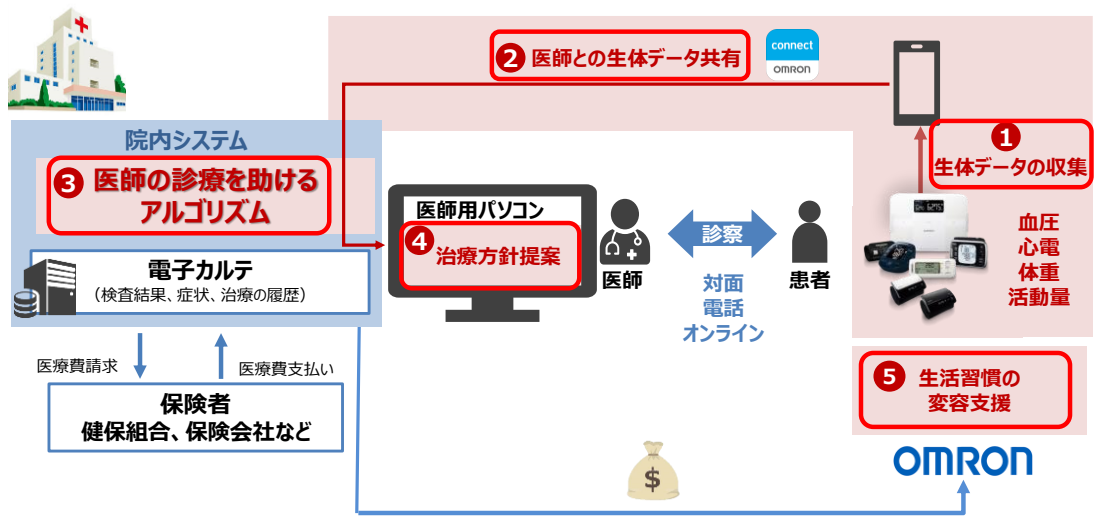 ❷ 医師との生体データ共有
connect
OMRON
❶
生体データの収集
院内システム
❸ 医師の診療を助ける
アルゴリズム
医師用パソコン
❹ 治療方針提案
電子カルテ
（検査結果、症状、治療の履歴）
医師
診察
対面
電話
オンライン
患者
血圧
心電
体重
活動量
医療費請求
医療費支払い
保険者
健保組合、保険会社など
❺ 生活習慣の
変容支援
OMRON
$